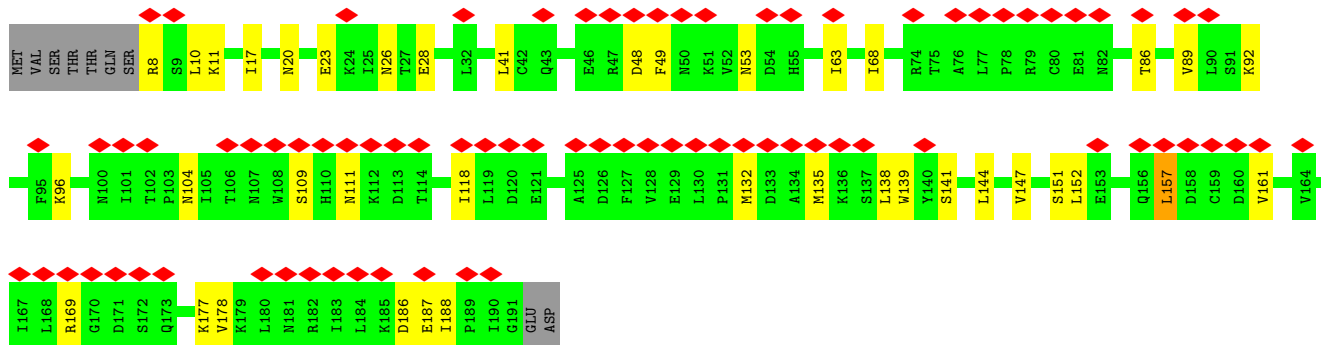 MET VAL SER THR THR GLN SER R8 S9 L10 K11 I17 N20 E23 K24 I25 N26 T27 E28 L32 L41 C42 Q43 E46 R47 D48 F49 N50 K51 V52 N53 D54 H55 I63 I68 R74 T75 A76 L77 P78 R79 C80 E81 N82 T86 V89 L90 S91 K92
F95 K96 N100 I101 T102 P103 N104 I105 T106 N107 W108 S109 H110 N111 K112 D113 T114 I118 L119 D120 E121 A125 D126 F127 V128 E129 L130 P131 M132 D133 A134 M135 K136 S137 L138 W139 Y140 S141 L144 V147 S151 L152 E153 Q156 L157 D158 C159 D160 V161 V164
I167 L168 R169 G170 D171 S172 Q173 K177 V178 K179 L180 N181 R182 I183 L184 K185 D186 E187 I188 P189 I190 G191 GLU ASP